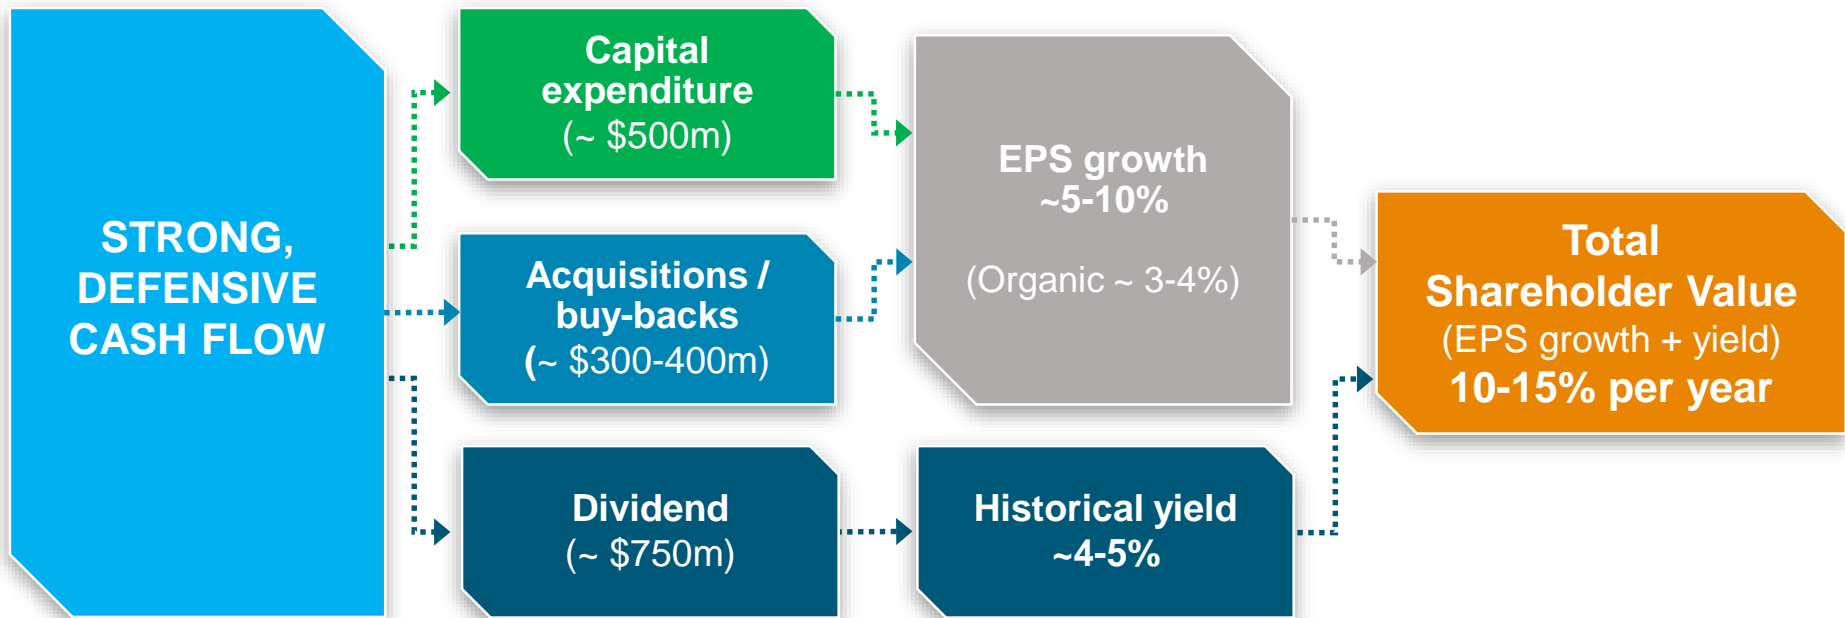 STRONG,
DEFENSIVE
CASH FLOW
Capital
expenditure
(~ $500m)
Acquisitions /
buy-backs
(~ $300-400m)
Dividend
(~ $750m)
EPS growth
~5-10%
(Organic ~ 3-4%)
Historical yield
~4-5%
Total
Shareholder Value
(EPS growth + yield)
10-15% per year